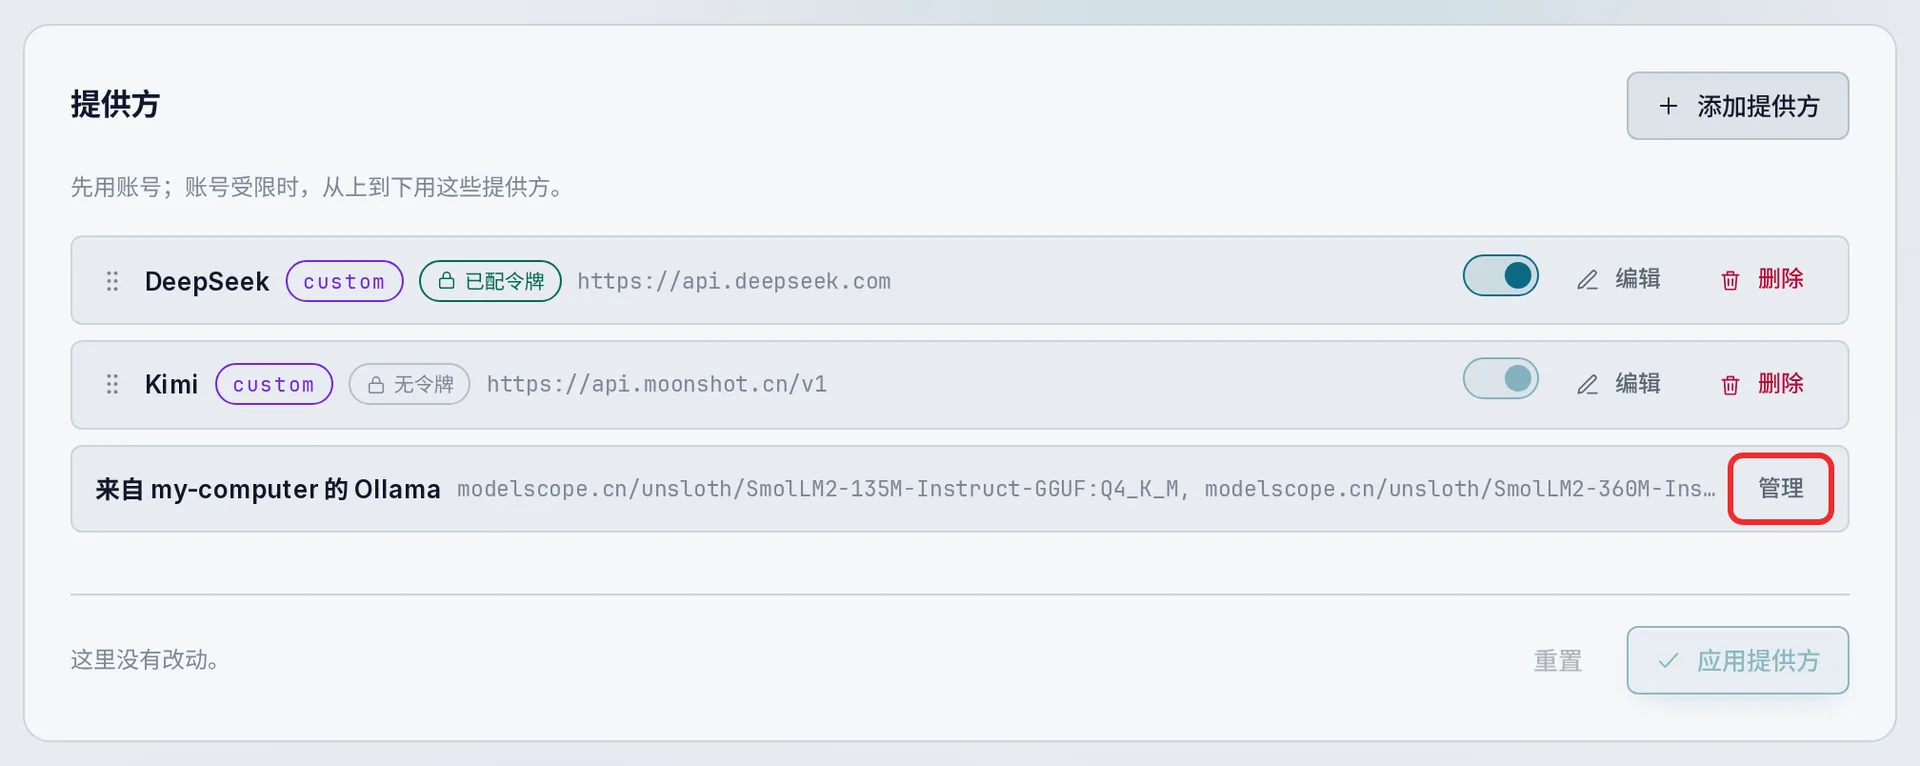 提供方
+ 添加提供方
先用账号；账号受限时，从上到下用这些提供方。
DeepSeek custom 已配令牌 https://api.deepseek.com 编辑 删除
Kimi custom 无令牌 https://api.moonshot.cn/v1 编辑 删除
来自 my-computer 的 Ollama modelscope.cn/unsloth/SmolLM2-135M-Instruct-GGUF:Q4_K_M, modelscope.cn/unsloth/SmolLM2-360M-Ins… 管理
这里没有改动。 重置 应用提供方